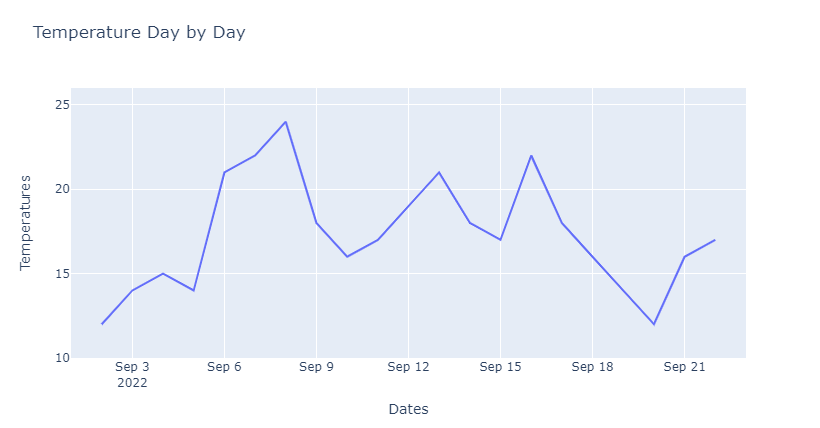 Temperature Day by Day
Temperatures
25
20
15
10
Sep 3
2022
Sep 6
Sep 9
Sep 12
Sep 15
Sep 18
Sep 21
Dates